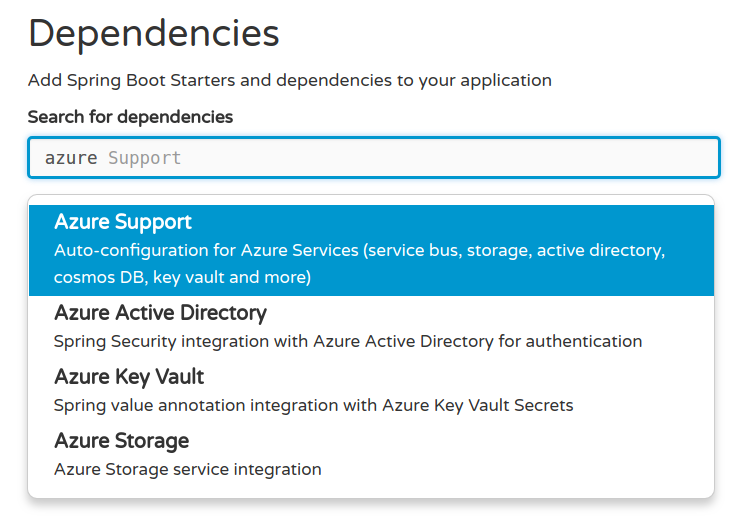 Dependencies
Add Spring Boot Starters and dependencies to your application
Search for dependencies
azure Support
Azure Support
Auto-configuration for Azure Services (service bus, storage, active directory,
cosmos DB, key vault and more)
Azure Active Directory
Spring Security integration with Azure Active Directory for authentication
Azure Key Vault
Spring value annotation integration with Azure Key Vault Secrets
Azure Storage
Azure Storage service integration